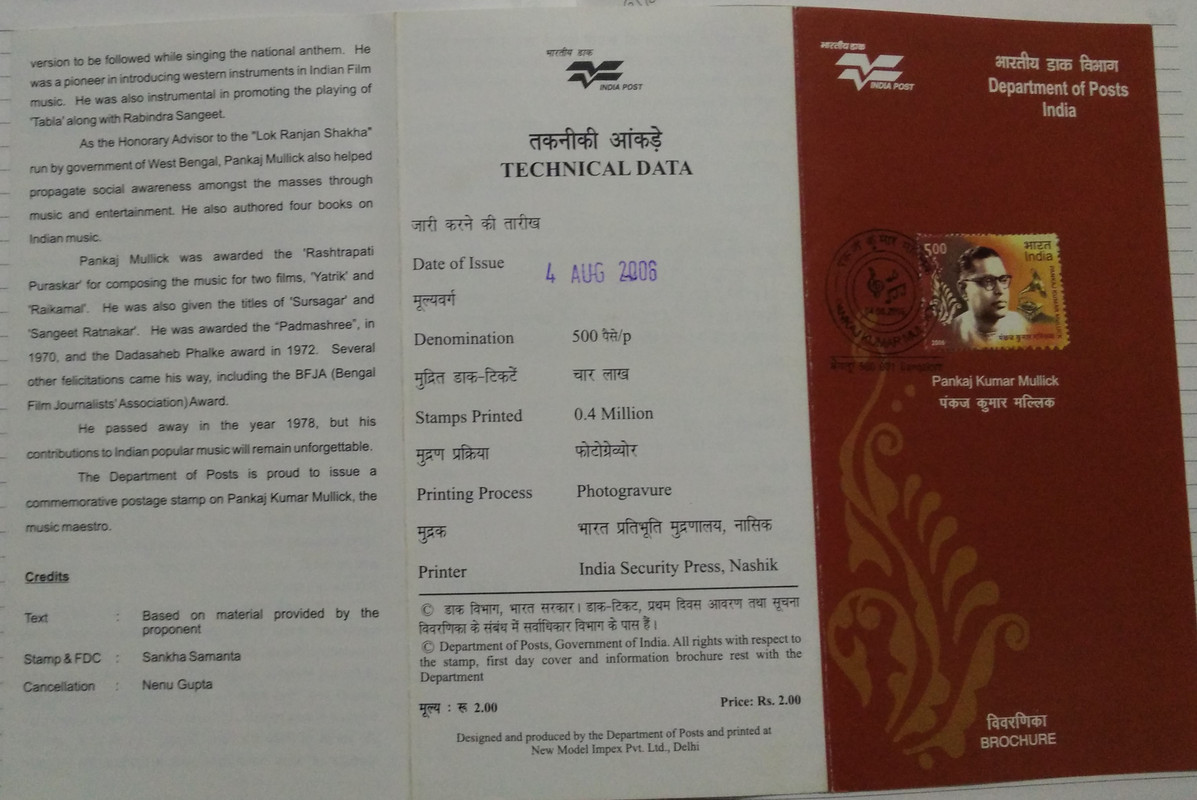 version to be followed while singing the national anthem. He
was a pioneer in introducing western instruments in Indian Film
music. He was also instrumental in promoting the playing of
'Tabla' along with Rabindra Sangeet.
As the Honorary Advisor to the "Lok Ranjan Shakha"
run by government of West Bengal, Pankaj Mullick also helped
propagate social awareness amongst the masses through
music and entertainment. He also authored four books on
Indian music.
Pankaj Mullick was awarded the 'Rashtrapati
Puraskar' for composing the music for two films, 'Yatrik' and
'Raikamal'. He was also given the titles of 'Sursagar' and
'Sangeet Ratnakar'. He was awarded the "Padmashree", in
1970, and the Dadasaheb Phalke award in 1972. Several
other felicitations came his way, including the BFJA (Bengal
Film Journalists' Association) Award.
He passed away in the year 1978, but his
contributions to Indian popular music will remain unforgettable.
The Department of Posts is proud to issue a
commemorative postage stamp on Pankaj Kumar Mullick, the
music maestro.
Credits
Text : Based on material provided by the
proponent
Stamp & FDC : Sankha Samanta
Cancellation : Nenu Gupta
भारतीय डाक
INDIA POST
तकनीकी आंकड़े
TECHNICAL DATA
जारी करने की तारीख
Date of Issue 4 AUG 2006
मूल्यवर्ग
Denomination 500 पैसे/p
मुद्रित डाक-टिकटें चार लाख
Stamps Printed 0.4 Million
मुद्रण प्रक्रिया फोटोग्रेव्योर
Printing Process Photogravure
मुद्रक भारत प्रतिभूति मुद्रणालय, नासिक
Printer India Security Press, Nashik
© डाक विभाग, भारत सरकार। डाक-टिकट, प्रथम दिवस आवरण तथा सूचना
विवरणिका के संबंध में सर्वाधिकार विभाग के पास हैं।
© Department of Posts, Government of India. All rights with respect to
the stamp, first day cover and information brochure rest with the
Department
मूल्य : रू 2.00 Price: Rs. 2.00
Designed and produced by the Department of Posts and printed at
New Model Impex Pvt. Ltd., Delhi
भारतीय डाक
INDIA POST
भारतीय डाक विभाग
Department of Posts
India
5.00
भारत
India
2006
पंकज कुमार मल्लिक
PANKAJ KUMAR MULLICK
Pankaj Kumar Mullick
पंकज कुमार मल्लिक
विवरणिका
BROCHURE